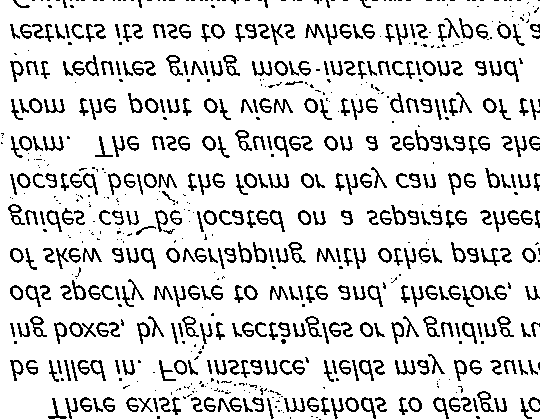 There exist several methods to design fo
be filled in. For instance, fields may be surr
ing boxes, by light rectangles or by guiding ru
ods specify where to write and, therefore, m
of skew and overlapping with other parts of
guides can be located on a separate sheet
located below the form or they can be print
form. The use of guides on a separate she
from the point of view of the quality of th
but requires giving more instructions and,
restricts its use to tasks where this type of a